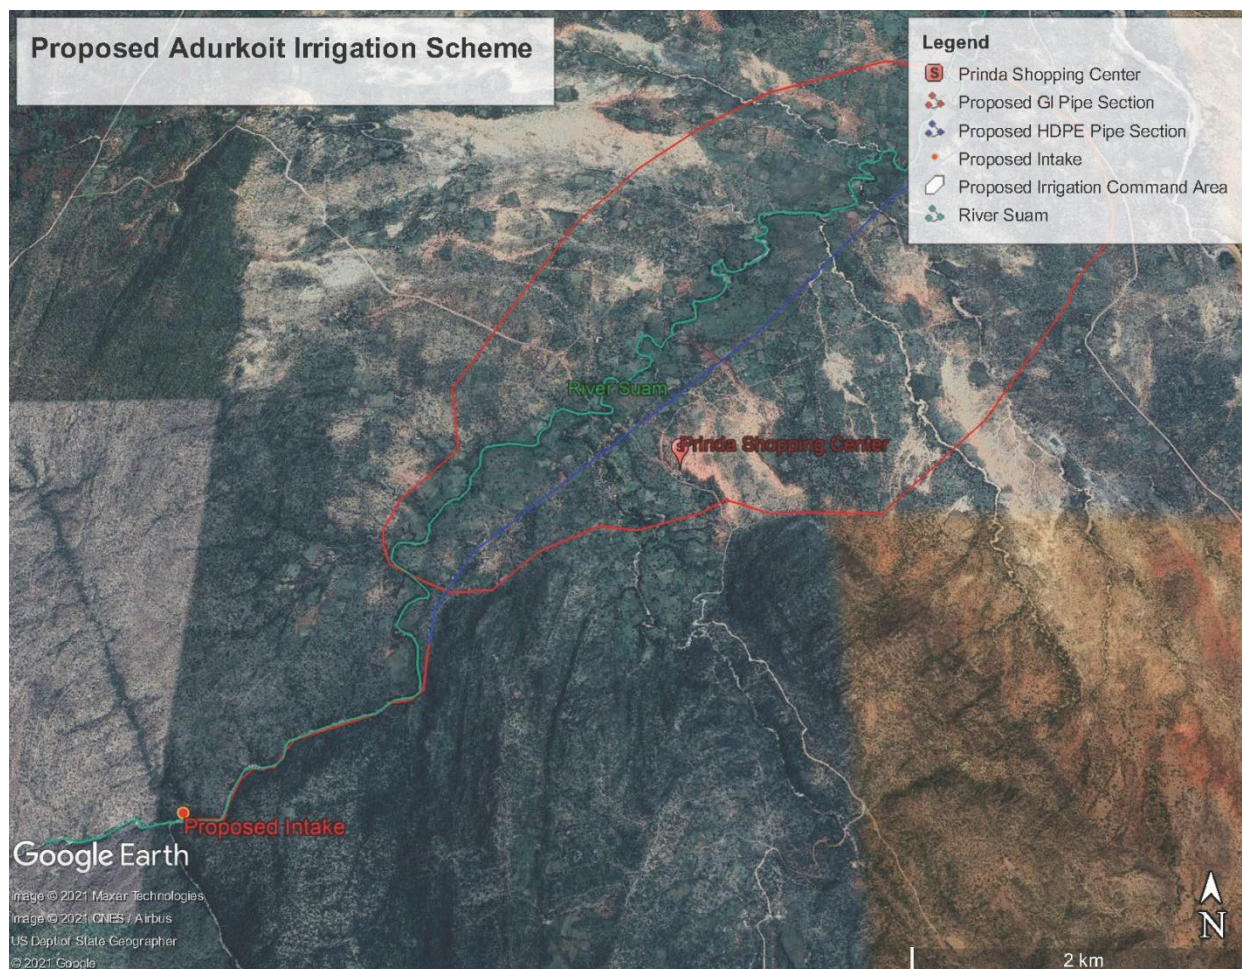 Proposed Adurkoit Irrigation Scheme
Legend
S
Prinda Shopping Center
Proposed GI Pipe Section
Proposed HDPE Pipe Section
Proposed Intake
Proposed Irrigation Command Area
River Suam
River Suam
Prinda Shopping Center
Proposed Intake
Google Earth
Image © 2021 Maxar Technologies
Image © 2021 CNES / Airbus
US Dept of State Geographer
© 2021 Google
N
2 km